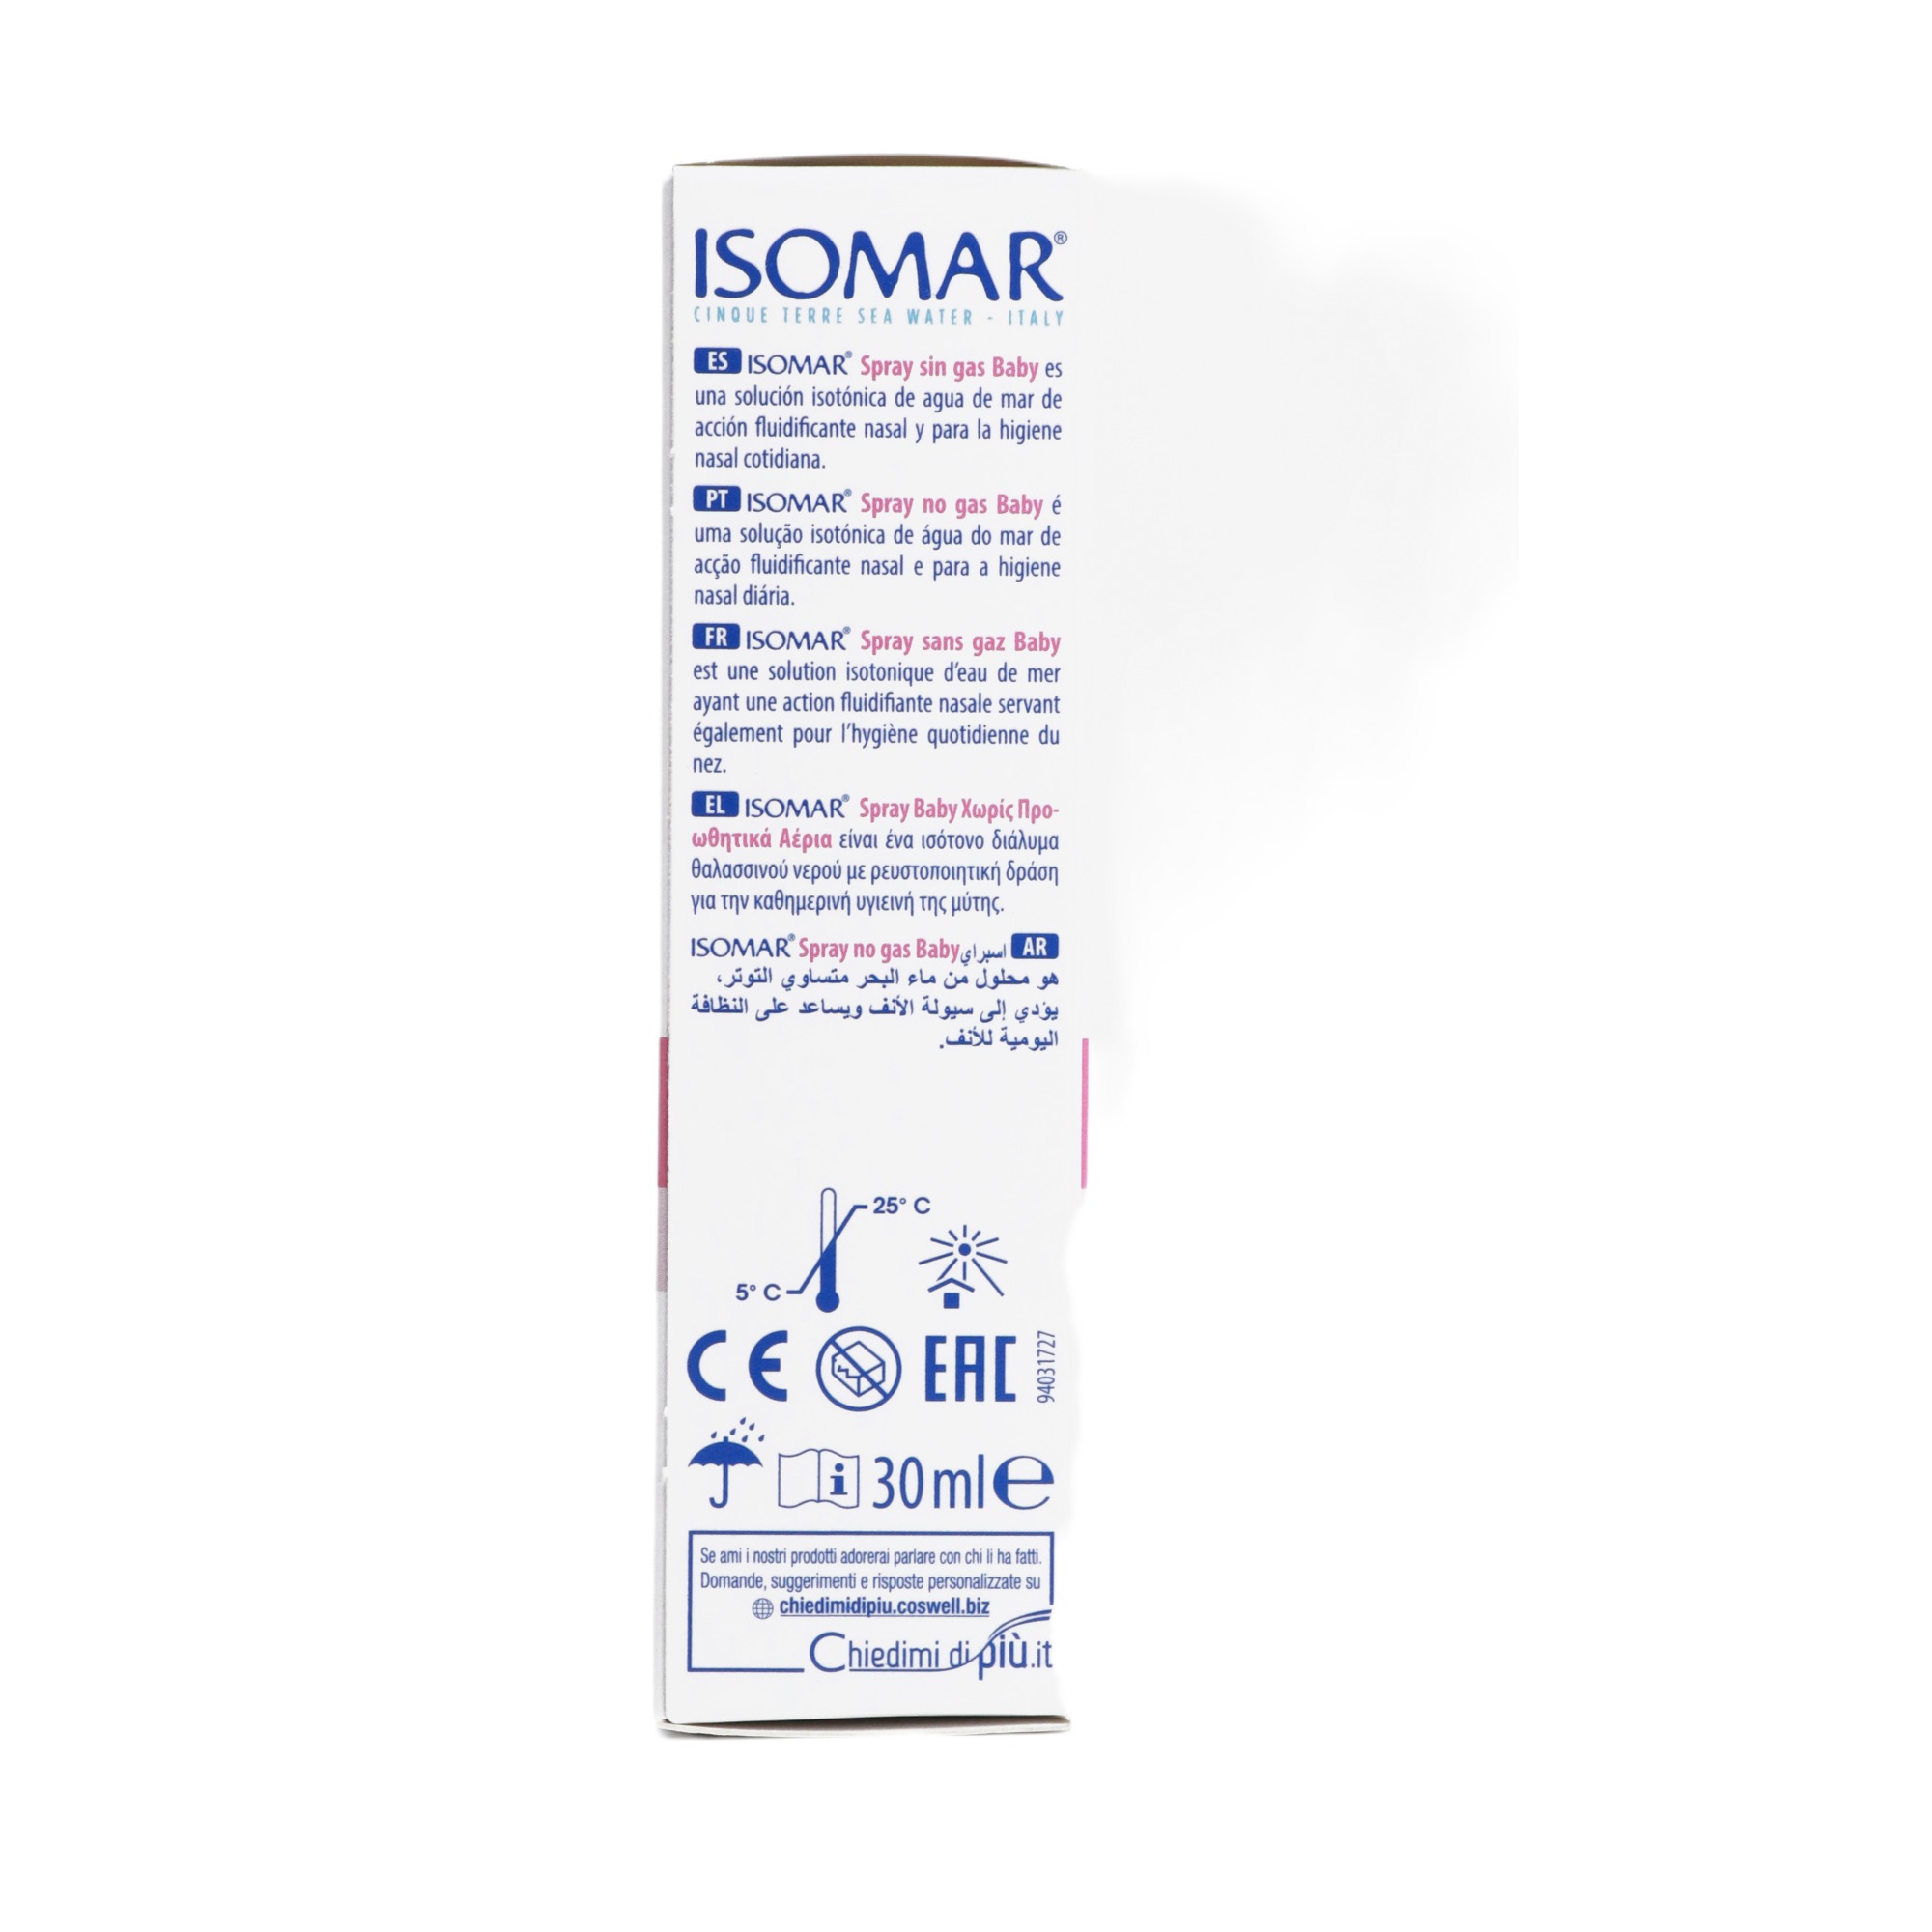 ISOMAR®
CINQUE TERRE SEA WATER - ITALY
ES ISOMAR® Spray sin gas Baby es
una solución isotónica de agua de mar de
acción fluidificante nasal y para la higiene
nasal cotidiana.
PT ISOMAR® Spray no gas Baby é
uma solução isotónica de água do mar de
acção fluidificante nasal e para a higiene
nasal diária.
FR ISOMAR® Spray sans gaz Baby
est une solution isotonique d'eau de mer
ayant une action fluidifiante nasale servant
également pour l'hygiène quotidienne du
nez.
EL ISOMAR® Spray Baby Χωρίς Προ-
ωθητικά Αέρια είναι ένα ισότονο διάλυμα
θαλασσινού νερού με ρευστοποιητική δράση
για την καθημερινή υγιεινή της μύτης.
AR اسبراي ISOMAR® Spray no gas Baby
هو محلول من ماء البحر متساوي التوتر،
يؤدي إلى سيولة الأنف ويساعد على النظافة
اليومية للأنف.
25° C
5° C
CE EAC 94031727
i 30 ml e
Se ami i nostri prodotti adorerai parlare con chi li ha fatti.
Domande, suggerimenti e risposte personalizzate su
chiedimidipiu.coswell.biz
Chiedimi di più.it